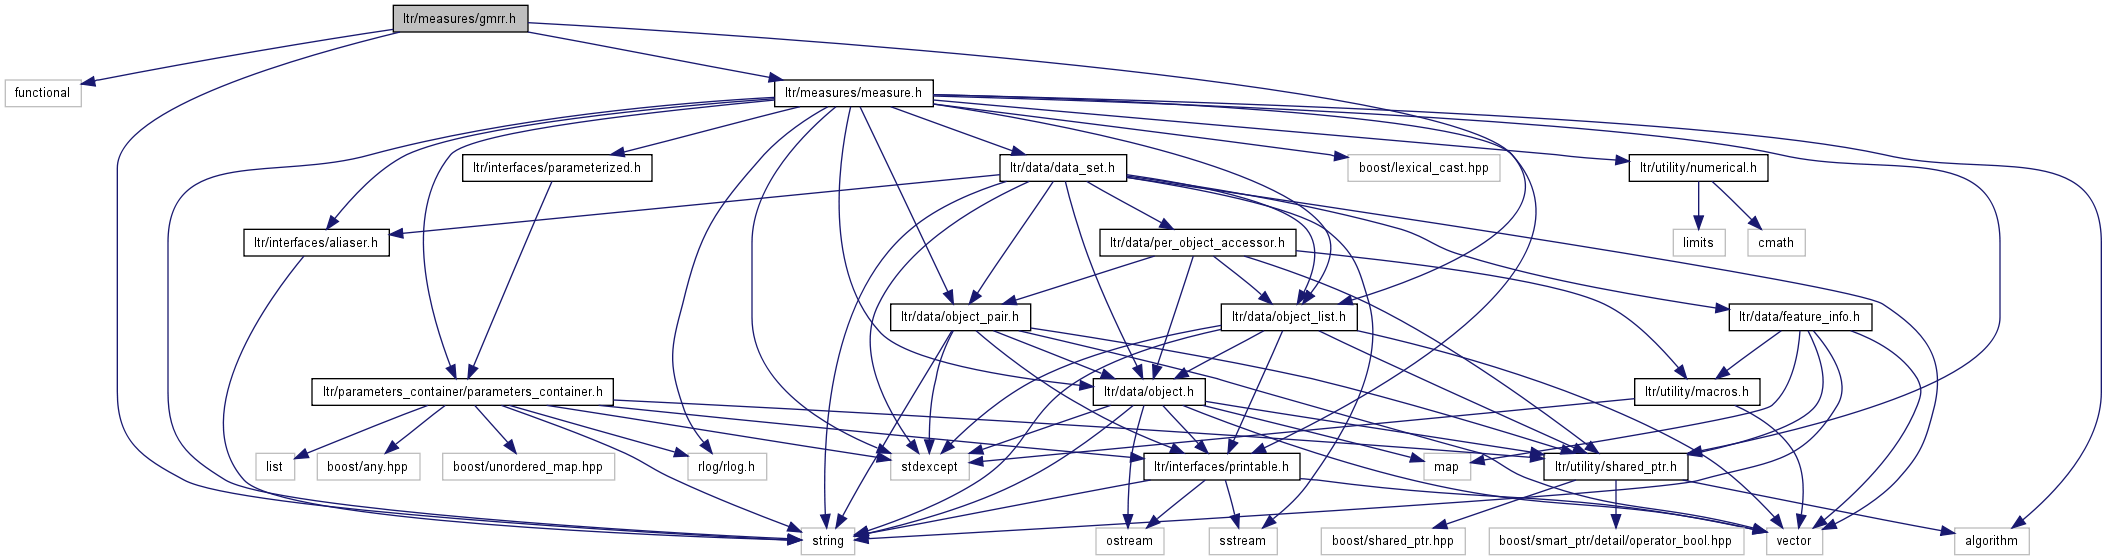 ltr/measures/gmrr.h
functional
ltr/measures/measure.h
ltr/interfaces/parameterized.h
ltr/data/data_set.h
boost/lexical_cast.hpp
ltr/utility/numerical.h
ltr/interfaces/aliaser.h
ltr/data/per_object_accessor.h
limits
cmath
ltr/data/object_pair.h
ltr/data/object_list.h
ltr/data/feature_info.h
ltr/parameters_container/parameters_container.h
ltr/data/object.h
ltr/utility/macros.h
list
boost/any.hpp
boost/unordered_map.hpp
rlog/rlog.h
stdexcept
ltr/interfaces/printable.h
map
ltr/utility/shared_ptr.h
string
ostream
sstream
boost/shared_ptr.hpp
boost/smart_ptr/detail/operator_bool.hpp
vector
algorithm